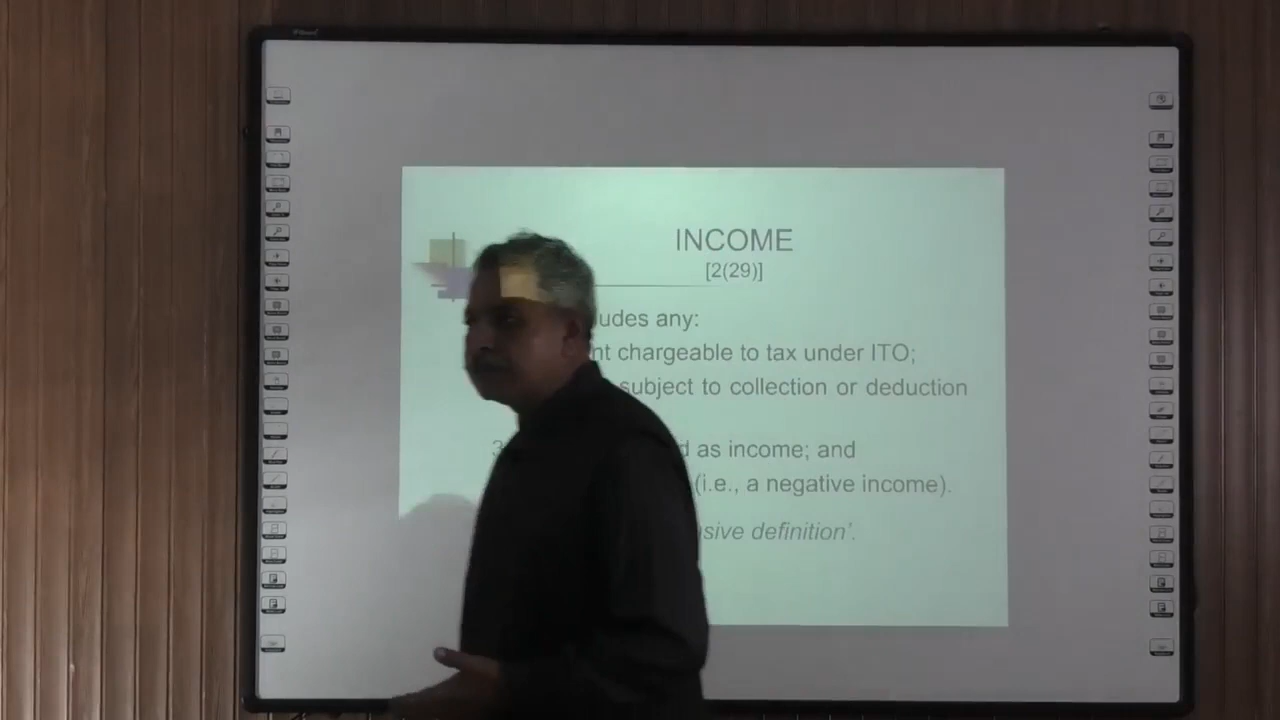 INCOME
[2(29)]
udes any:
nt chargeable to tax under ITO;
subject to collection or deduction
3
d as income; and
(i.e., a negative income).
sive definition'.